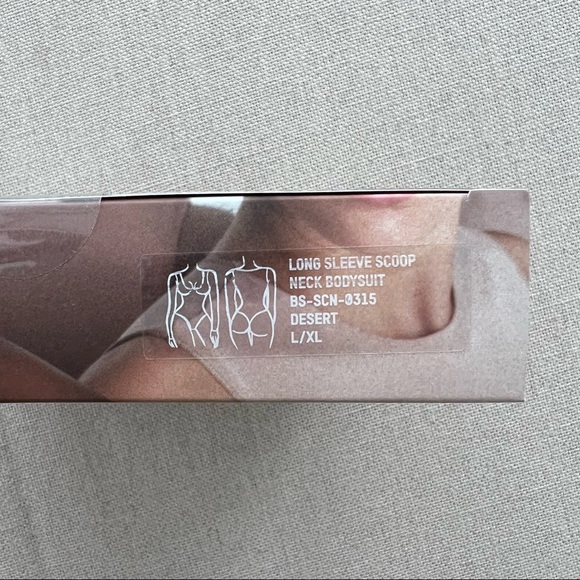 LONG SLEEVE SCOOP
NECK BODYSUIT
BS-SCN-0315
DESERT
L/XL